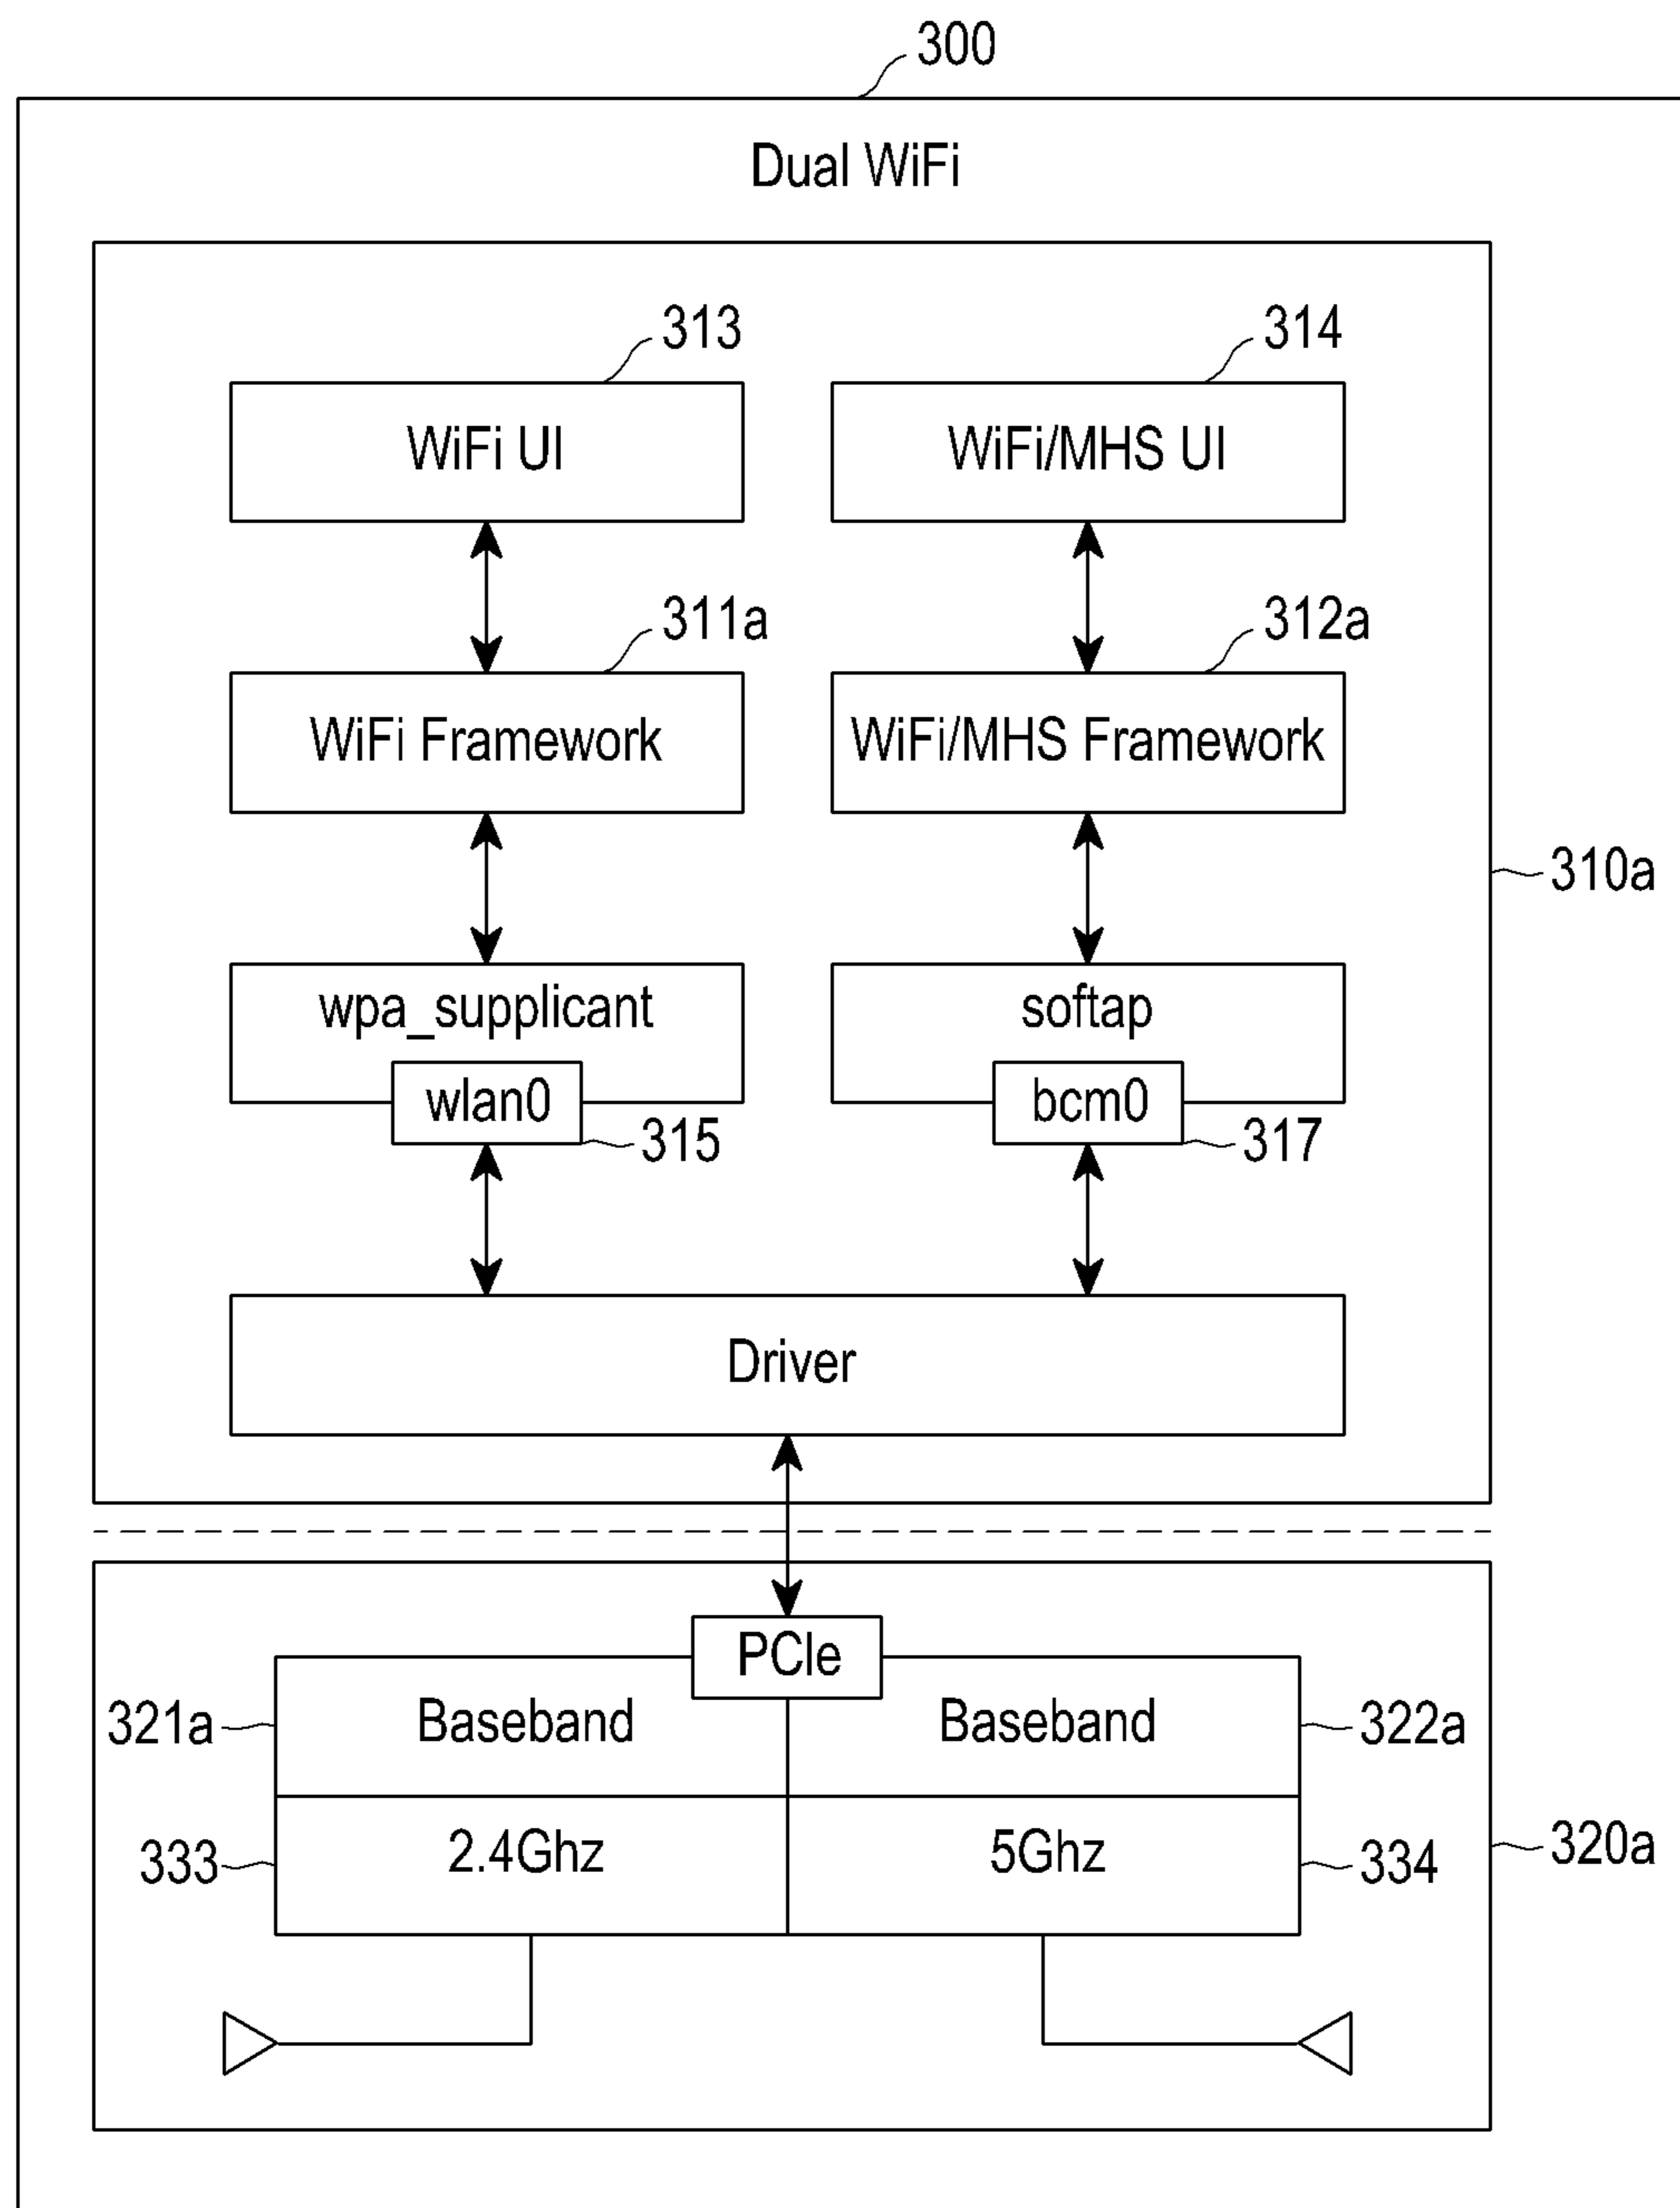 300
Dual WiFi
313
314
WiFi UI
WiFi/MHS UI
311a
312a
WiFi Framework
WiFi/MHS Framework
310a
wpa_supplicant
softap
wlan0
bcm0
315
317
Driver
PCIe
321a
Baseband
Baseband
322a
333
2.4Ghz
5Ghz
334
320a